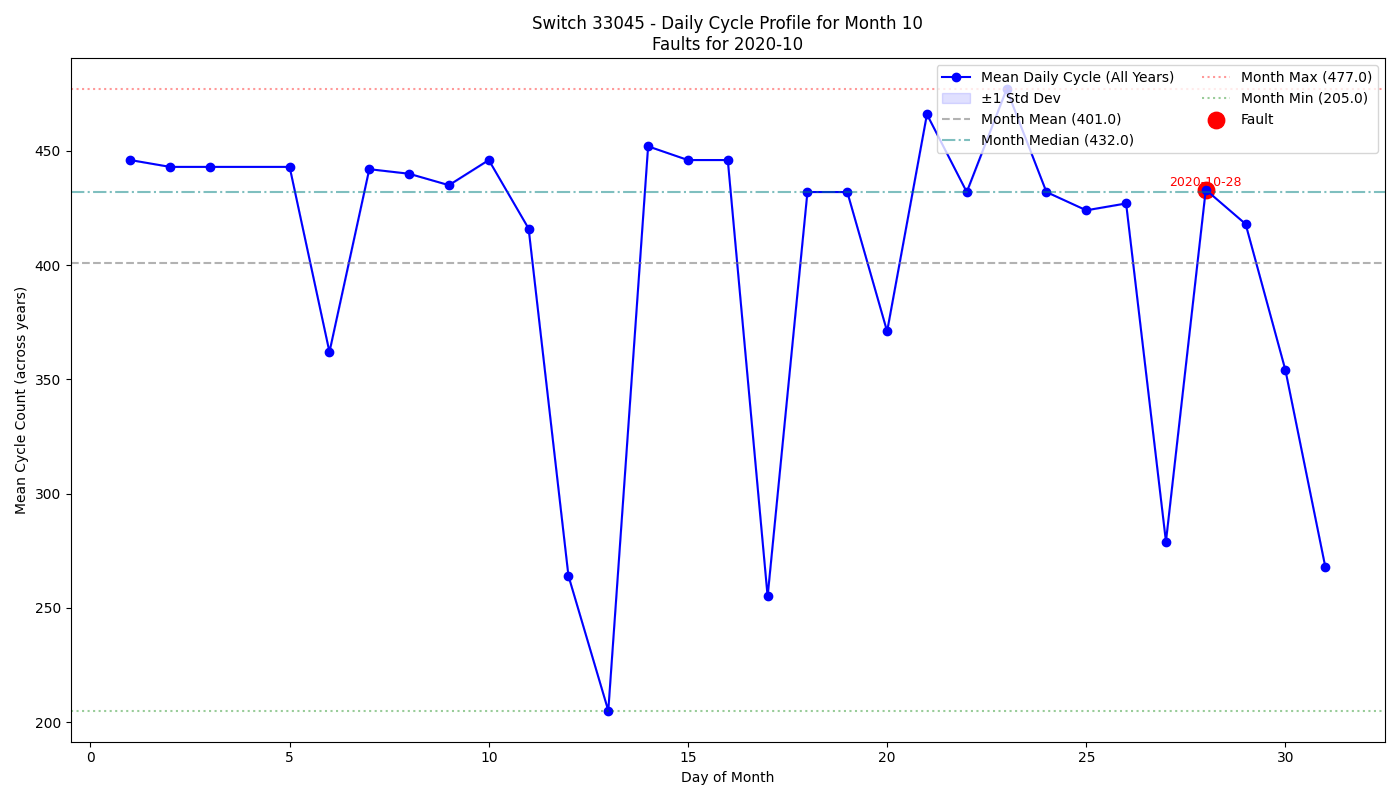 Switch 33045 - Daily Cycle Profile for Month 10
Faults for 2020-10
Mean Daily Cycle (All Years)
±1 Std Dev
Month Mean (401.0)
Month Median (432.0)
Month Max (477.0)
Month Min (205.0)
Fault
2020-10-28
Mean Cycle Count (across years)
450
400
350
300
250
200
0
5
10
15
20
25
30
Day of Month